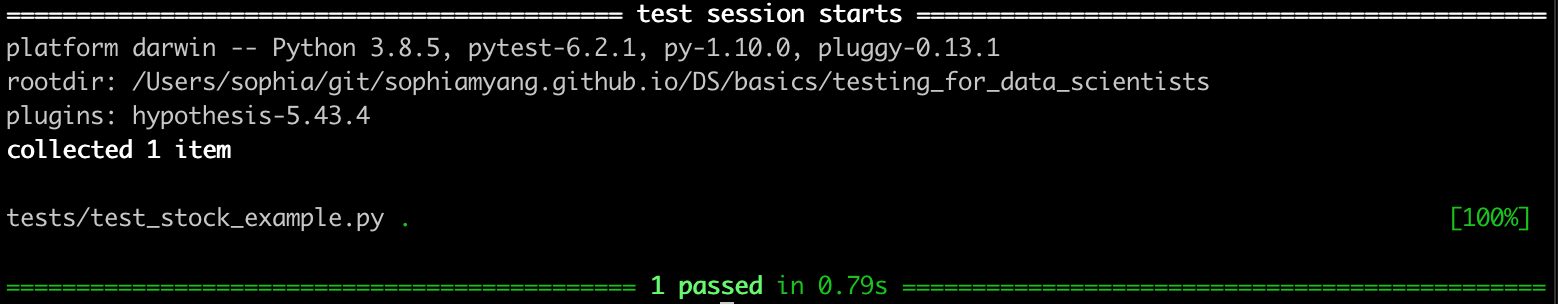 ============================================ test session starts =============================================
platform darwin -- Python 3.8.5, pytest-6.2.1, py-1.10.0, pluggy-0.13.1
rootdir: /Users/sophia/git/sophiamyang.github.io/DS/basics/testing_for_data_scientists
plugins: hypothesis-5.43.4
collected 1 item
tests/test_stock_example.py . [100%]
============================================= 1 passed in 0.79s ==============================================